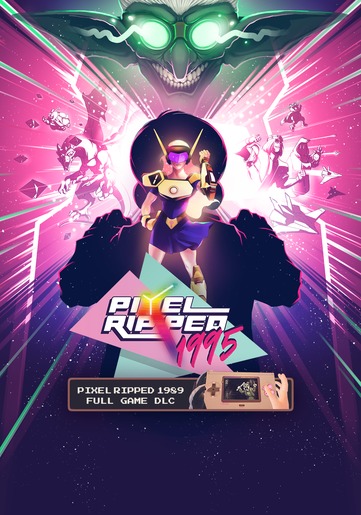 PIXEL
RIPPED
1995
PIXEL RIPPED 1989
FULL GAME DLC